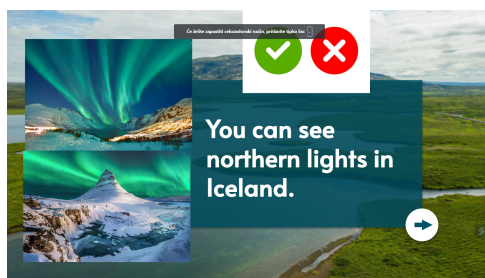 Če želite zapustiti celozaslonski način, pritisnite tipko Esc
You can see
northern lights in
Iceland.